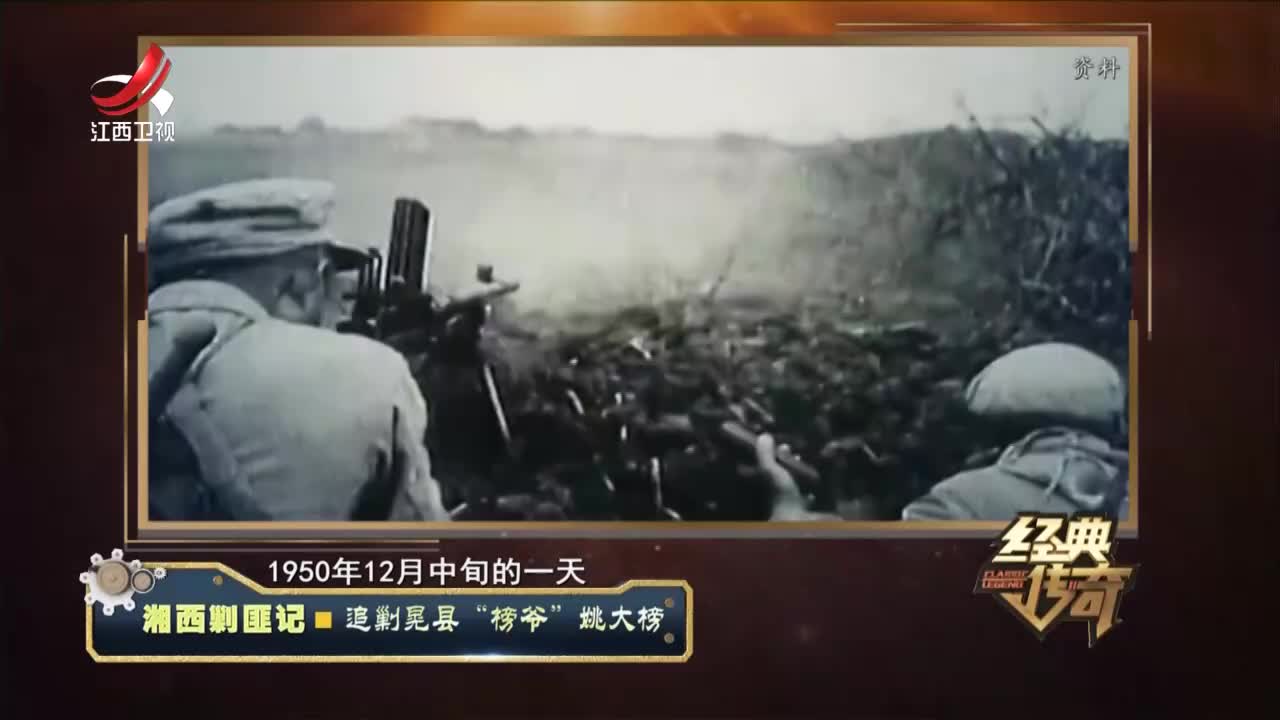 资料
江西卫视
1950年12月中旬的一天
湘西剿匪记 追剿晃县“榜爷”姚大榜
经典
CLASSIC
LEGEND
传奇